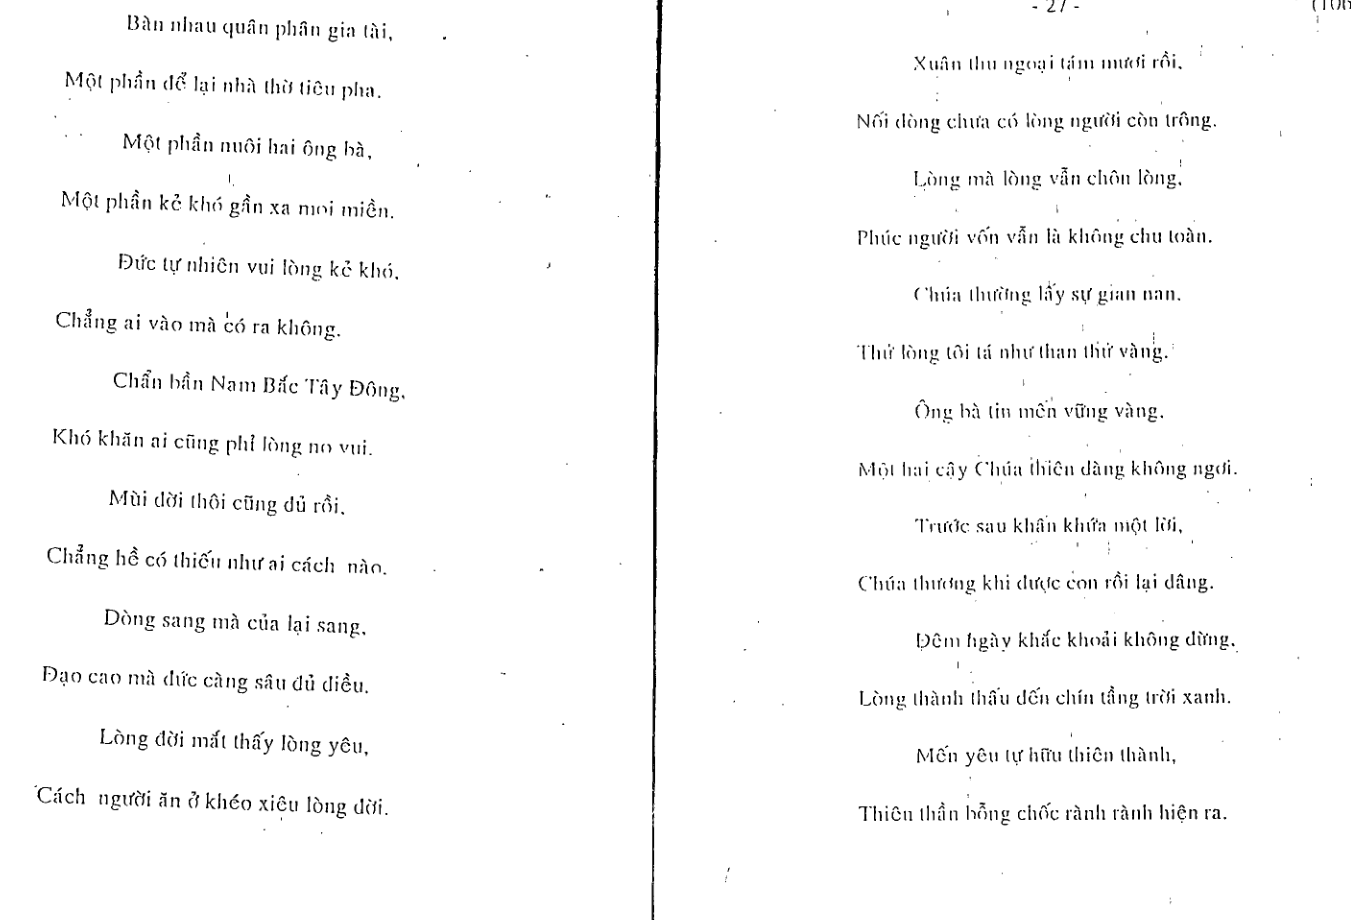 Bàn nhau quân phân gia tài,
Một phần để lại nhà thờ tiêu pha.
Một phần nuôi hai ông bà,
Một phần kẻ khó gần xa mọi miền.
Đức tự nhiên vui lòng kẻ khó,
Chẳng ai vào mà có ra không.
Chẩn bần Nam Bắc Tây Đông,
Khó khăn ai cũng phỉ lòng no vui.
Mùi đời thôi cũng đủ rồi,
Chẳng hề có thiếu như ai cách nào.
Dòng sang mà của lại sang,
Đạo cao mà đức càng sâu đủ điều.
Lòng đời mắt thấy lòng yêu,
Cách người ăn ở khéo xiêu lòng đời.
- 27 -
Xuân thu ngoại tám mươi rồi,
Nối dòng chưa có lòng người còn trông.
Lòng mà lòng vẫn chôn lòng,
Phúc người vốn vẫn là không chu toàn.
Chúa thường lấy sự gian nan,
Thử lòng tôi tá như than thử vàng.
Ông bà tin mến vững vàng,
Một hai cậy Chúa thiên đàng không ngơi.
Trước sau khấn khứa một lời,
Chúa thương khi được con rồi lại dâng.
Đêm ngày khắc khoải không dừng,
Lòng thành thấu đến chín tầng trời xanh.
Mến yêu tự hữu thiên thành,
Thiên thần bỗng chốc rành rành hiện ra.